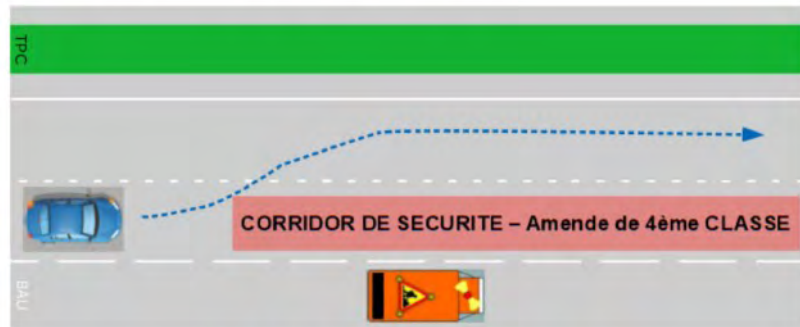 TPC
CORRIDOR DE SECURITE – Amende de 4ème CLASSE
BAU